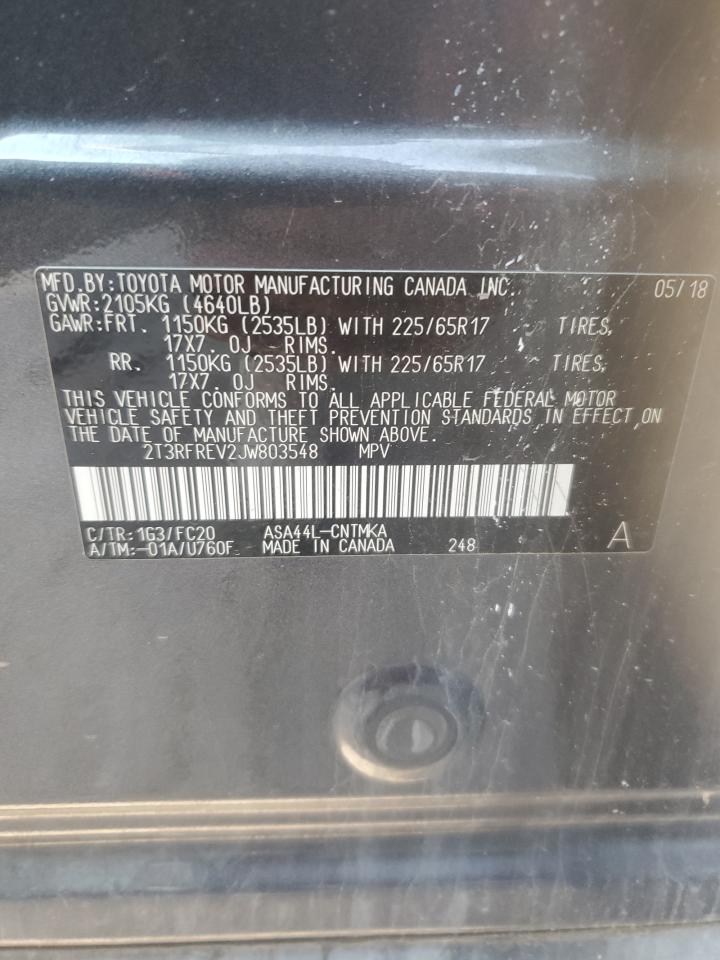 MFD.BY:TOYOTA MOTOR MANUFACTURING CANADA INC. 05/18
GVWR:2105KG (4640LB)
GAWR:FRT. 1150KG (2535LB) WITH 225/65R17 TIRES,
17X7. 0J RIMS.
RR. 1150KG (2535LB) WITH 225/65R17 TIRES,
17X7. 0J RIMS.
THIS VEHICLE CONFORMS TO ALL APPLICABLE FEDERAL MOTOR
VEHICLE SAFETY AND THEFT PREVENTION STANDARDS IN EFFECT ON
THE DATE OF MANUFACTURE SHOWN ABOVE.
2T3RFREV2JW803548 MPV
C/TR:1G3/FC20 ASA44L-CNTMKA
A/TM:-01A/U760F MADE IN CANADA 248 A